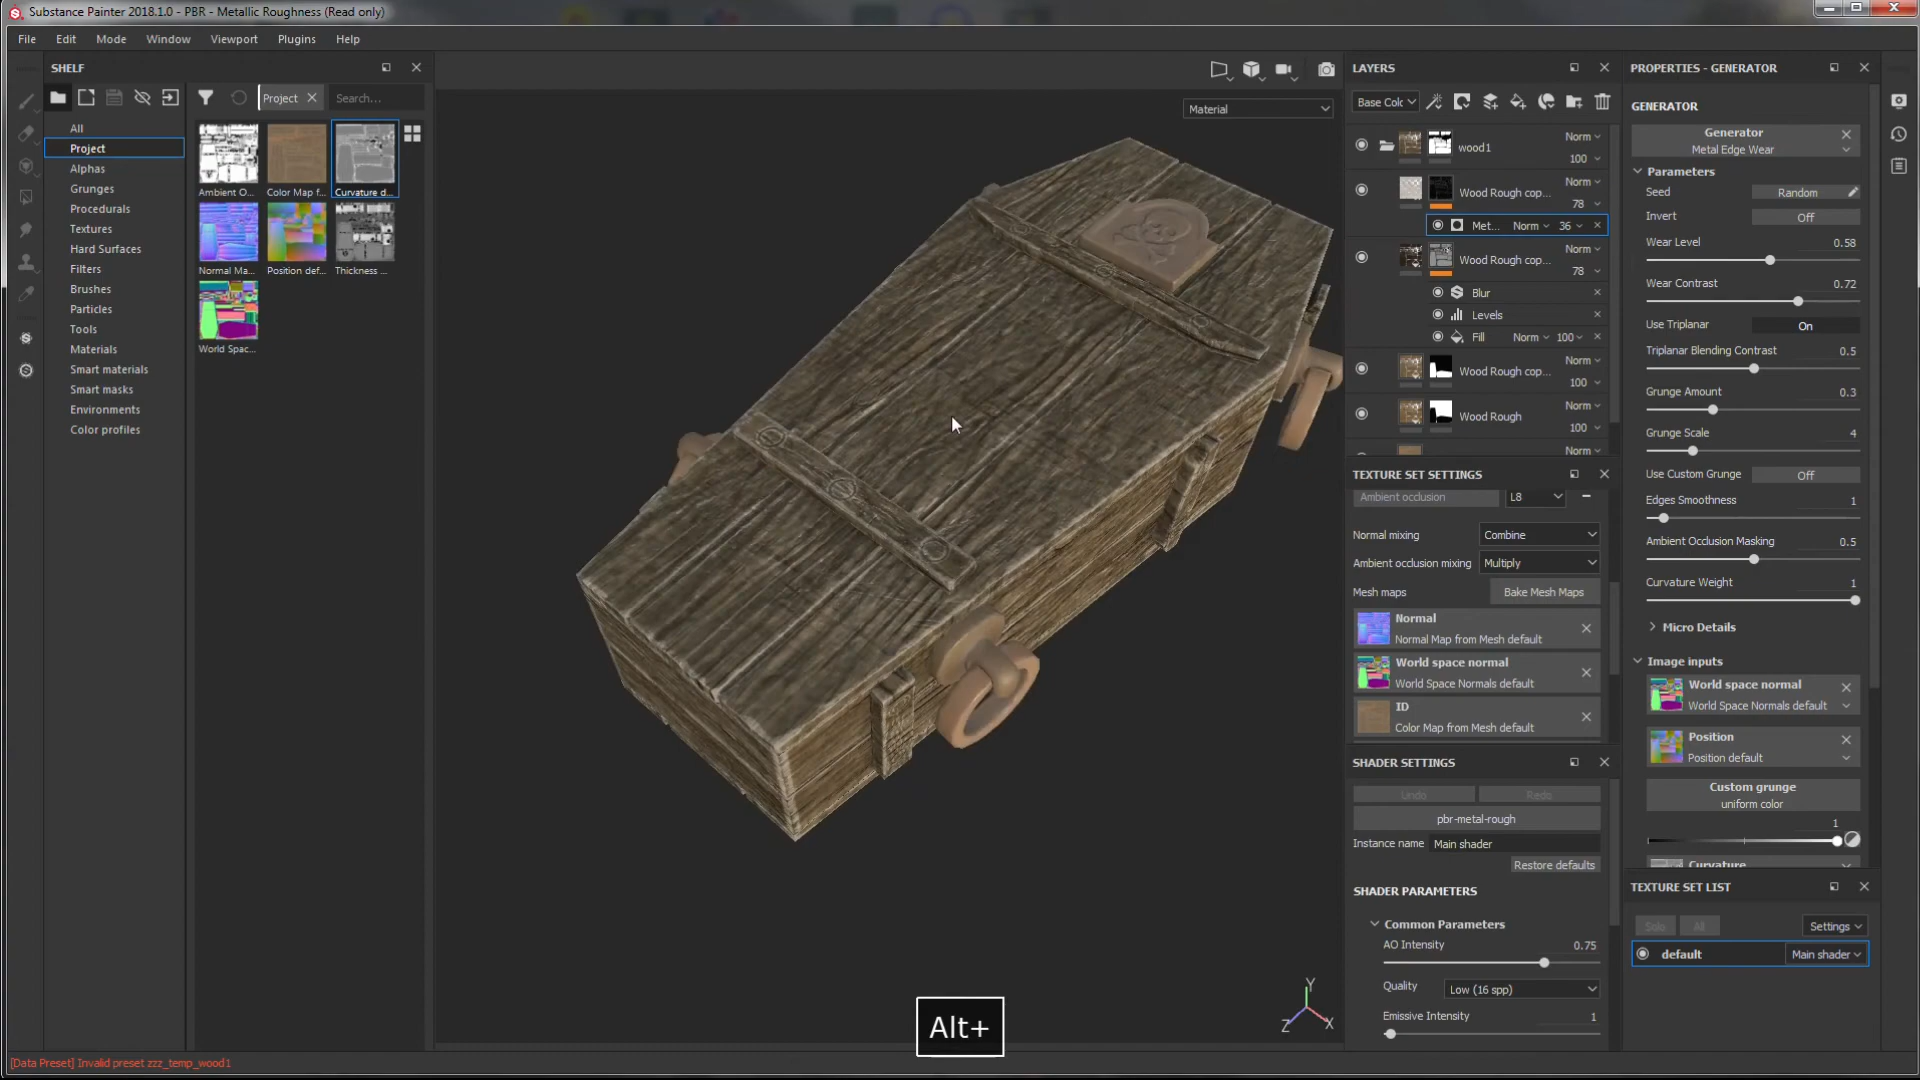 Substance Painter 2018.1.0 - PBR - Metallic Roughness (Read only)
File Edit Mode Window Viewport Plugins Help
SHELF
Project Search...
All
Project
Alphas
Grunges
Procedurals
Textures
Hard Surfaces
Filters
Brushes
Particles
Tools
Materials
Smart materials
Smart masks
Environments
Color profiles
Ambient O... Color Map f... Curvature d...
Normal Ma... Position def... Thickness ...
World Spac...
Material
Alt+
[Data Preset] Invalid preset zzz_temp_wood1
Y
Z X
LAYERS
Base Colo
wood1 Norm
100
Wood Rough cop... Norm
78
Met... Norm 36
Wood Rough cop... Norm
78
Blur
Levels
Fill Norm 100
Wood Rough cop... Norm
100
Wood Rough Norm
100
Norm
TEXTURE SET SETTINGS
Ambient occlusion L8
Normal mixing Combine
Ambient occlusion mixing Multiply
Mesh maps Bake Mesh Maps
Normal
Normal Map from Mesh default
World space normal
World Space Normals default
ID
Color Map from Mesh default
SHADER SETTINGS
Undo Redo
pbr-metal-rough
Instance name Main shader
Restore defaults
SHADER PARAMETERS
Common Parameters
AO Intensity 0.75
Quality Low (16 spp)
Emissive Intensity 1
PROPERTIES - GENERATOR
GENERATOR
Generator
Metal Edge Wear
Parameters
Seed Random
Invert Off
Wear Level 0.58
Wear Contrast 0.72
Use Triplanar On
Triplanar Blending Contrast 0.5
Grunge Amount 0.3
Grunge Scale 4
Use Custom Grunge Off
Edges Smoothness 1
Ambient Occlusion Masking 0.5
Curvature Weight 1
Micro Details
Image inputs
World space normal
World Space Normals default
Position
Position default
Custom grunge
uniform color
1
Curvature
TEXTURE SET LIST
Solo All Settings
default Main shader